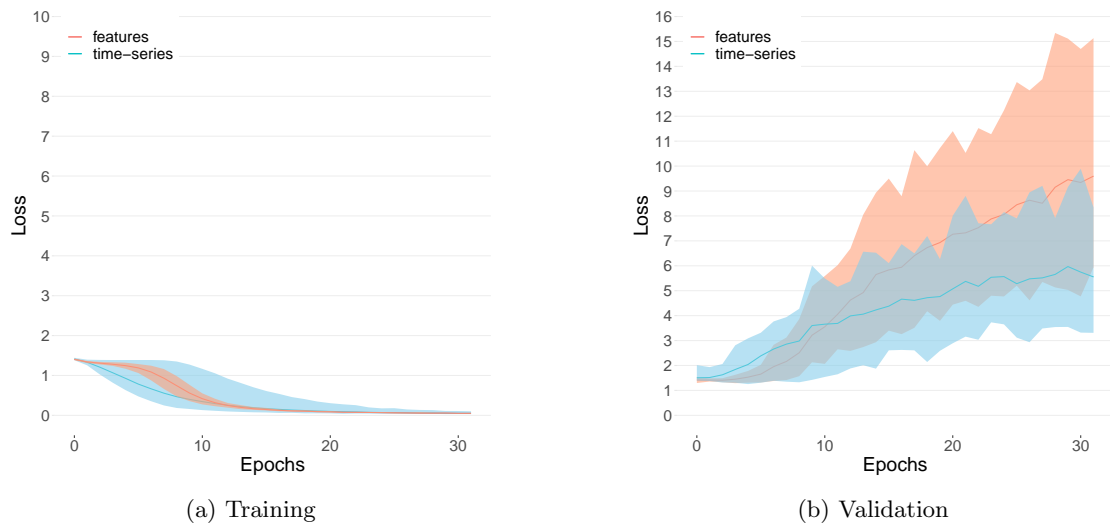 10
9
8
7
6
5
4
3
2
1
0
Loss
features
time−series
0 10 20 30
Epochs
(a) Training
16
15
14
13
12
11
10
9
8
7
6
5
4
3
2
1
0
Loss
features
time−series
0 10 20 30
Epochs
(b) Validation